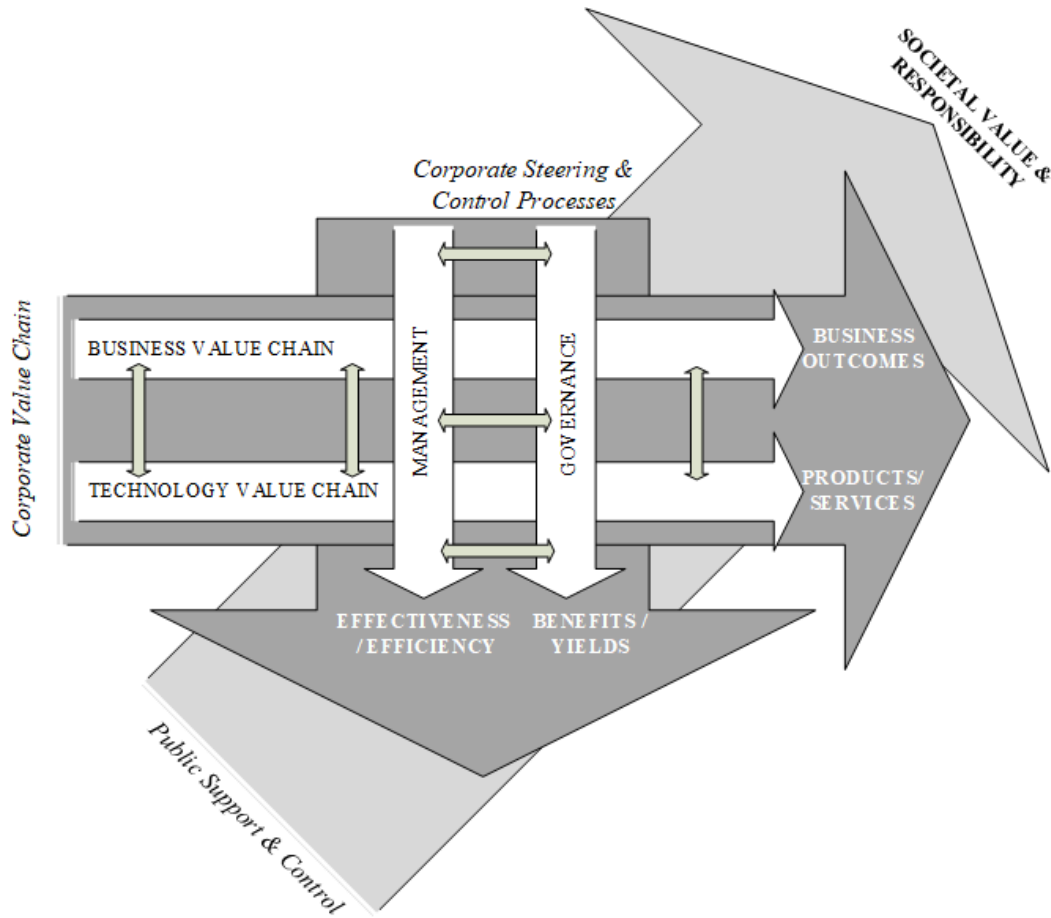 SOCIETAL VALUE &
RESPONSIBILITY
Corporate Steering &
Control Processes
Corporate Value Chain
BUSINESS VALUE CHAIN
TECHNOLOGY VALUE CHAIN
MANAGEMENT
GOVERNANCE
BUSINESS
OUTCOMES
PRODUCTS/
SERVICES
EFFECTIVENESS
/EFFICIENCY
BENEFITS /
YIELDS
Public Support & Control